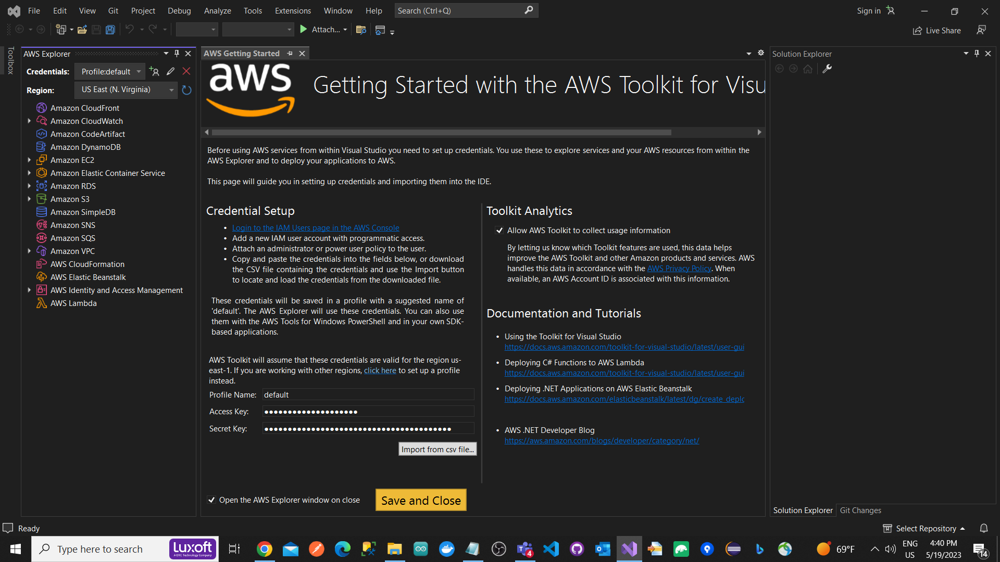 File Edit View Git Project Debug Analyze Tools Extensions Window Help Search (Ctrl+Q) Sign in
Attach... Live Share
Toolbox
AWS Explorer
Credentials: Profile:default
Region: US East (N. Virginia)
Amazon CloudFront
Amazon CloudWatch
Amazon CodeArtifact
Amazon DynamoDB
Amazon EC2
Amazon Elastic Container Service
Amazon RDS
Amazon S3
Amazon SimpleDB
Amazon SNS
Amazon SQS
Amazon VPC
AWS CloudFormation
AWS Elastic Beanstalk
AWS Identity and Access Management
AWS Lambda
AWS Getting Started
aws
Getting Started with the AWS Toolkit for Visu
Before using AWS services from within Visual Studio you need to set up credentials. You use these to explore services and your AWS resources from within the
AWS Explorer and to deploy your applications to AWS.
This page will guide you in setting up credentials and importing them into the IDE.
Credential Setup
• Login to the IAM Users page in the AWS Console
• Add a new IAM user account with programmatic access.
• Attach an administrator or power user policy to the user.
• Copy and paste the credentials into the fields below, or download
the CSV file containing the credentials and use the Import button
to locate and load the credentials from the downloaded file.
These credentials will be saved in a profile with a suggested name of
'default'. The AWS Explorer will use these credentials. You can also use
them with the AWS Tools for Windows PowerShell and in your own SDK-
based applications.
AWS Toolkit will assume that these credentials are valid for the region us-
east-1. If you are working with other regions, click here to set up a profile
instead.
Profile Name: default
Access Key: ●●●●●●●●●●●●●●●●●●●●
Secret Key: ●●●●●●●●●●●●●●●●●●●●●●●●●●●●●●●●●●●●●●●●
Import from csv file...
Open the AWS Explorer window on close
Save and Close
Toolkit Analytics
Allow AWS Toolkit to collect usage information
By letting us know which Toolkit features are used, this data helps
improve the AWS Toolkit and other Amazon products and services. AWS
handles this data in accordance with the AWS Privacy Policy. When
available, an AWS Account ID is associated with this information.
Documentation and Tutorials
• Using the Toolkit for Visual Studio
https://docs.aws.amazon.com/toolkit-for-visual-studio/latest/user-gui
• Deploying C# Functions to AWS Lambda
https://docs.aws.amazon.com/toolkit-for-visual-studio/latest/user-gui
• Deploying .NET Applications on AWS Elastic Beanstalk
https://docs.aws.amazon.com/elasticbeanstalk/latest/dg/create_deplo
• AWS .NET Developer Blog
https://aws.amazon.com/blogs/developer/category/net/
Solution Explorer
Solution Explorer Git Changes
Ready
Select Repository
Type here to search
luxoft
A DXC Technology Company
4
69°F
ENG
US
4:40 PM
5/19/2023
14